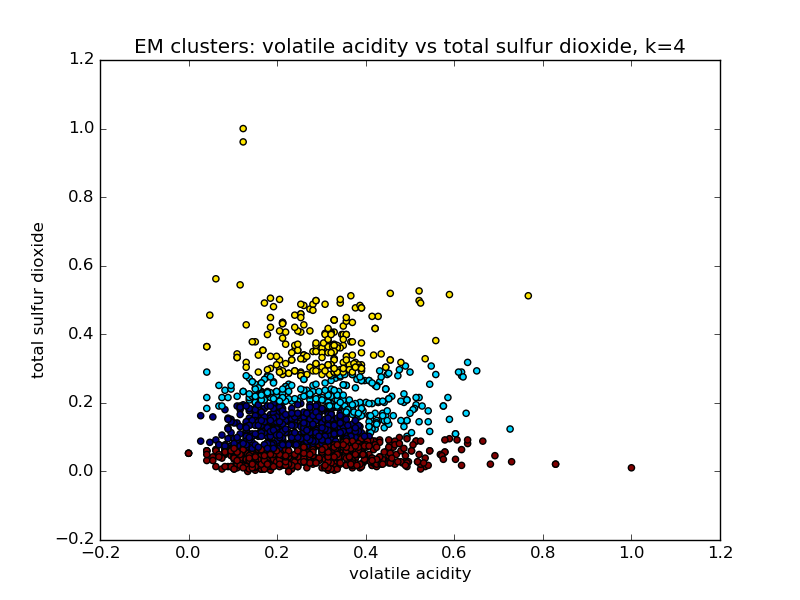 EM clusters: volatile acidity vs total sulfur dioxide, k=4
1.2
1.0
0.8
0.6
0.4
0.2
0.0
−0.2
total sulfur dioxide
−0.2 0.0 0.2 0.4 0.6 0.8 1.0 1.2
volatile acidity